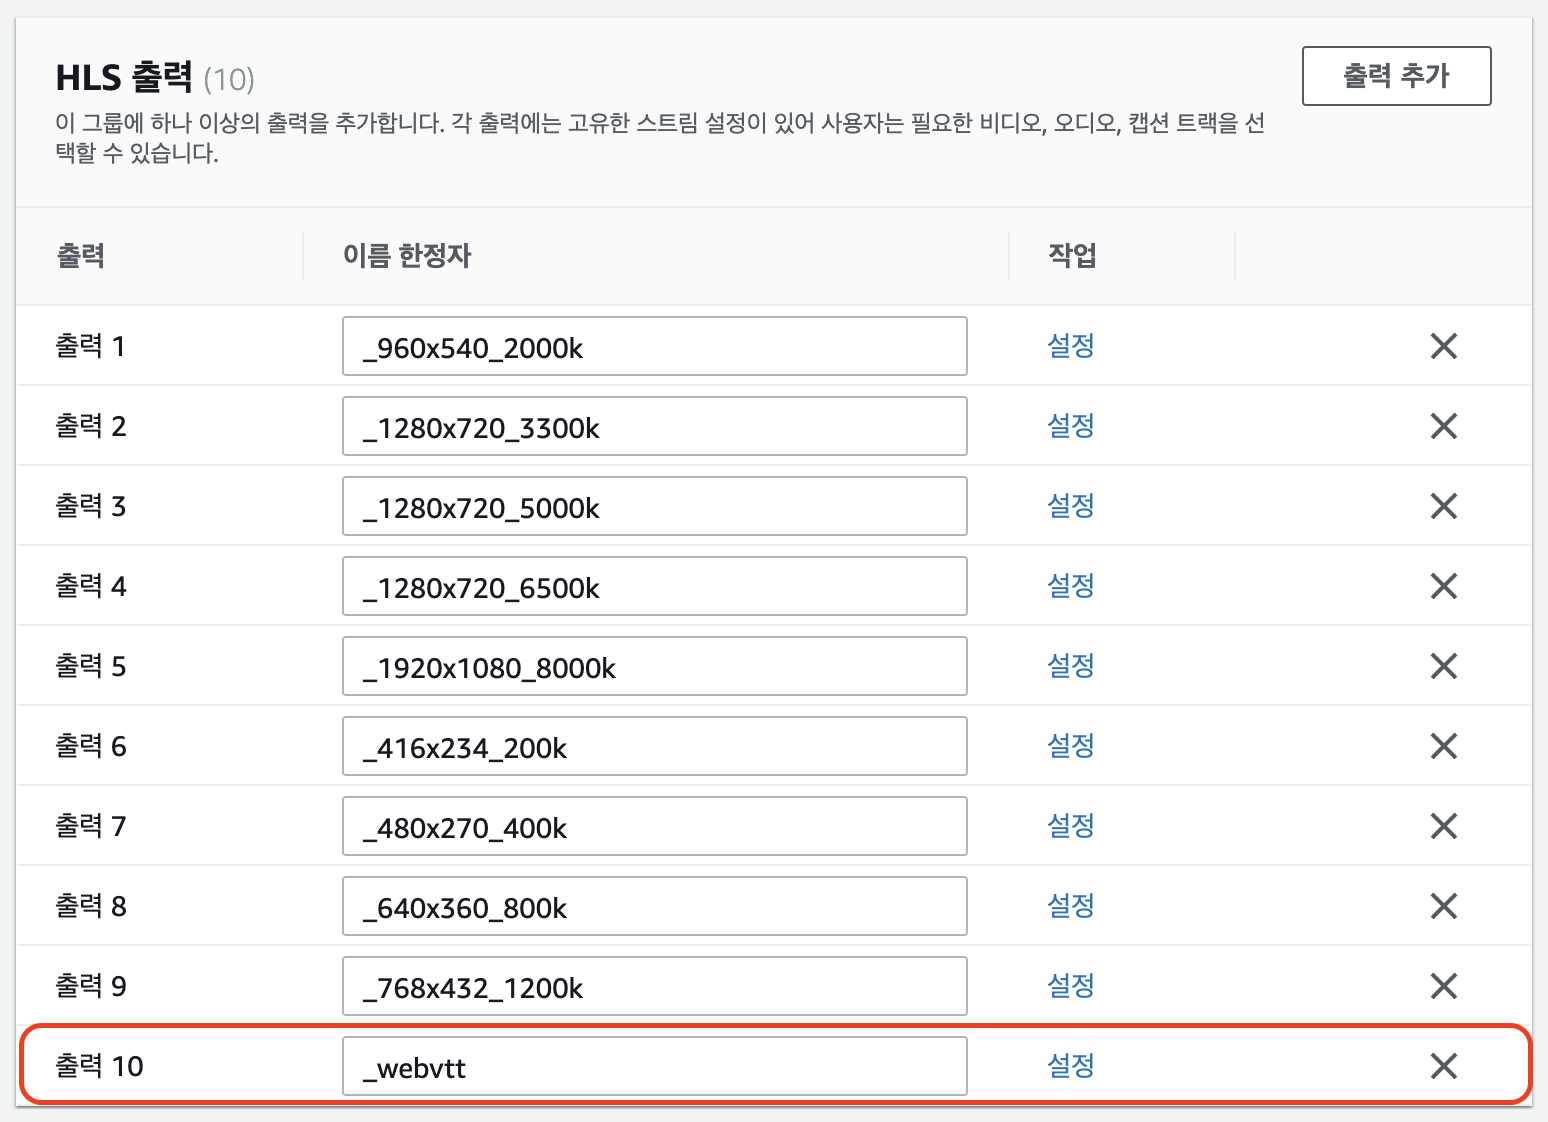 HLS 출력 (10)
출력 추가
이 그룹에 하나 이상의 출력을 추가합니다. 각 출력에는 고유한 스트림 설정이 있어 사용자는 필요한 비디오, 오디오, 캡션 트랙을 선
택할 수 있습니다.
출력 이름 한정자 작업
출력 1 _960x540_2000k 설정
출력 2 _1280x720_3300k 설정
출력 3 _1280x720_5000k 설정
출력 4 _1280x720_6500k 설정
출력 5 _1920x1080_8000k 설정
출력 6 _416x234_200k 설정
출력 7 _480x270_400k 설정
출력 8 _640x360_800k 설정
출력 9 _768x432_1200k 설정
출력 10 _webvtt 설정